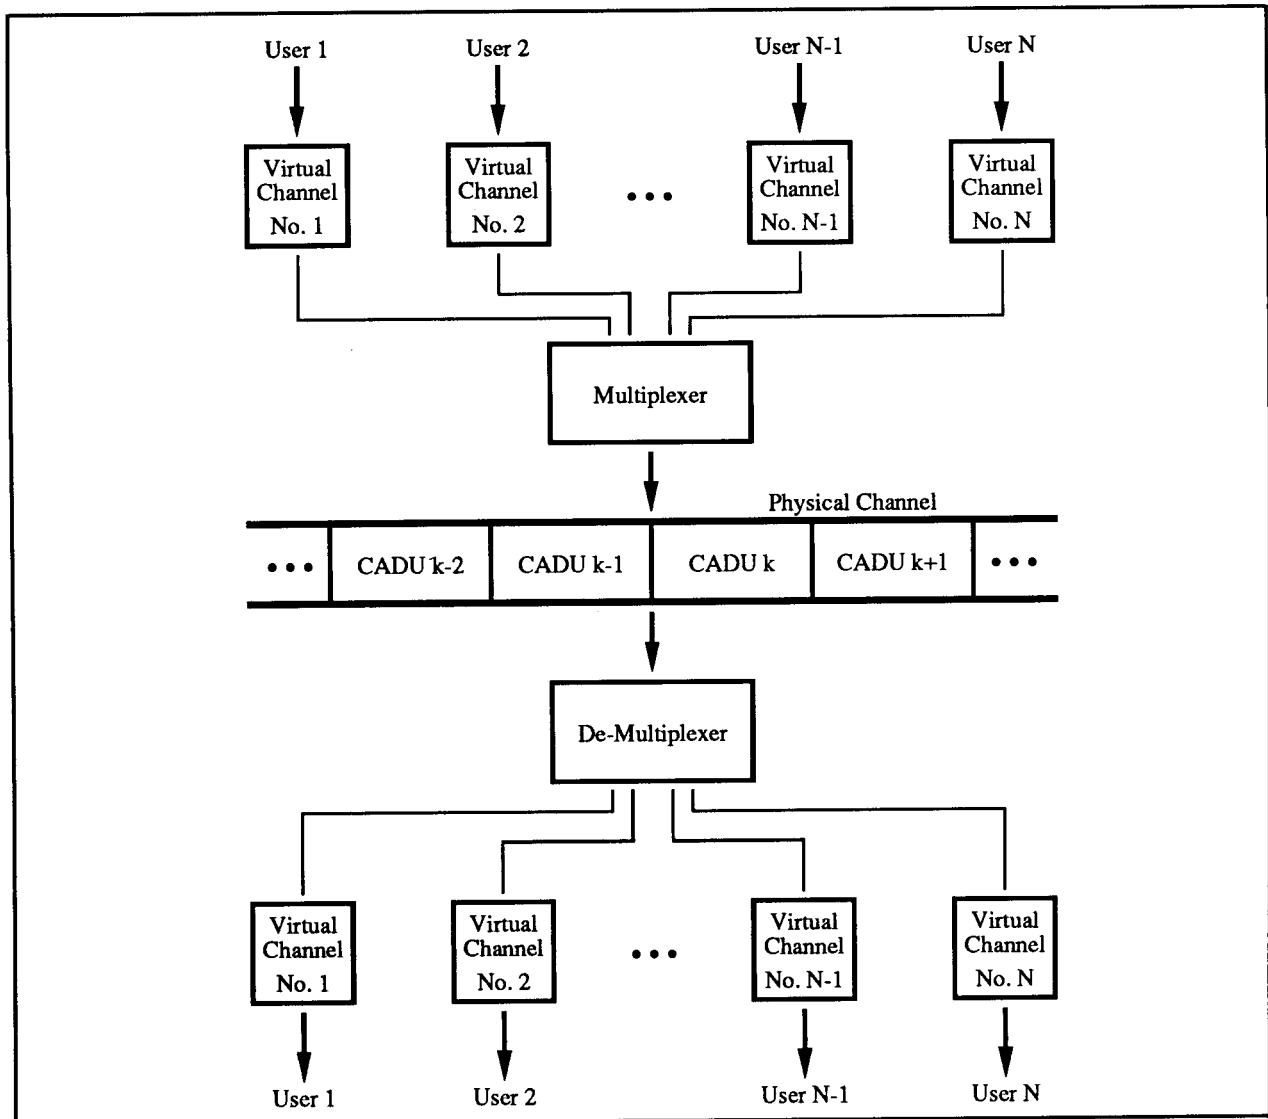 User 1 User 2 User N-1 User N
Virtual Channel No. 1
Virtual Channel No. 2
• • •
Virtual Channel No. N-1
Virtual Channel No. N
Multiplexer
Physical Channel
• • • CADU k-2 CADU k-1 CADU k CADU k+1 • • •
De-Multiplexer
Virtual Channel No. 1
Virtual Channel No. 2
• • •
Virtual Channel No. N-1
Virtual Channel No. N
User 1 User 2 User N-1 User N